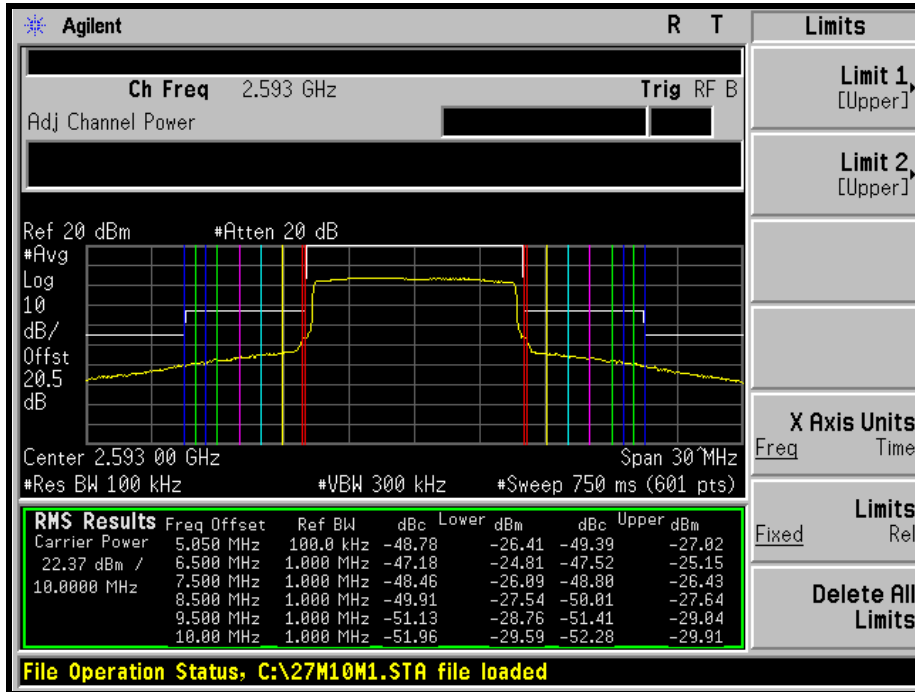 Agilent R T
Ch Freq 2.593 GHz Trig RF B
Adj Channel Power
Ref 20 dBm #Atten 20 dB
#Avg
Log
10
dB/
Offst
20.5
dB
Center 2.593 00 GHz Span 30^MHz
#Res BW 100 kHz #VBW 300 kHz #Sweep 750 ms (601 pts)
RMS Results Freq Offset Ref BW dBc Lower dBm dBc Upper dBm
Carrier Power 5.050 MHz 100.0 kHz -48.78 -26.41 -49.39 -27.02
22.37 dBm / 6.500 MHz 1.000 MHz -47.18 -24.81 -47.52 -25.15
10.0000 MHz 7.500 MHz 1.000 MHz -48.46 -26.09 -48.80 -26.43
8.500 MHz 1.000 MHz -49.91 -27.54 -50.01 -27.64
9.500 MHz 1.000 MHz -51.13 -28.76 -51.41 -29.04
10.00 MHz 1.000 MHz -51.96 -29.59 -52.28 -29.91
File Operation Status, C:\27M10M1.STA file loaded
Limits
Limit 1
[Upper]
Limit 2
[Upper]
X Axis Units
Freq Time
Limits
Fixed Rel
Delete All
Limits